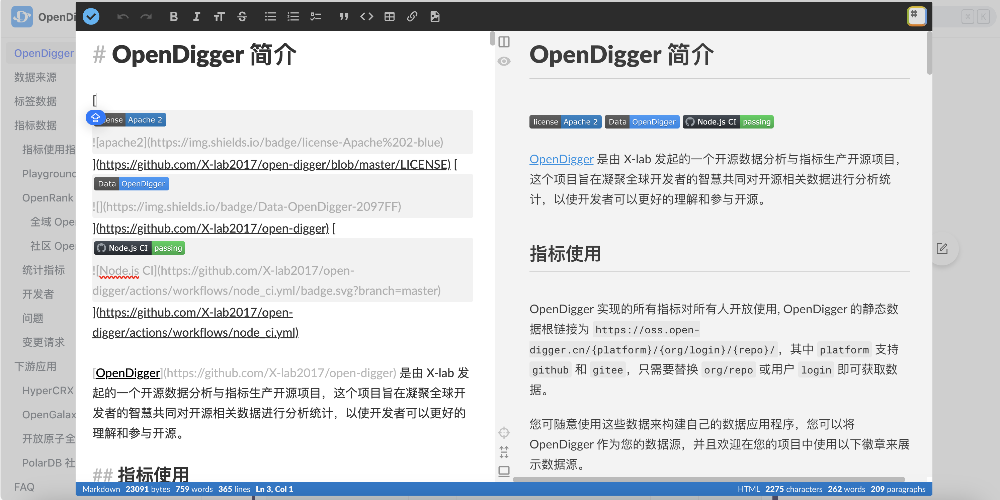 OpenDi
⌘ K
OpenDigger
数据来源
标签数据
指标数据
指标使用指
Playground
OpenRank
全域 Ope
社区 Ope
统计指标
开发者
问题
变更请求
下游应用
HyperCRX
OpenGalax
开放原子全
PolarDB 社
FAQ
# OpenDigger 简介
[
ense Apache 2
![apache2](https://img.shields.io/badge/license-Apache%202-blue)
](https://github.com/X-lab2017/open-digger/blob/master/LICENSE) [
Data OpenDigger
![](https://img.shields.io/badge/Data-OpenDigger-2097FF)
](https://github.com/X-lab2017/open-digger) [
Node.js CI passing
![Node.js CI](https://github.com/X-lab2017/open-
digger/actions/workflows/node_ci.yml/badge.svg?branch=master)
](https://github.com/X-lab2017/open-
digger/actions/workflows/node_ci.yml)
[OpenDigger](https://github.com/X-lab2017/open-digger) 是由 X-lab 发
起的一个开源数据分析与指标生产开源项目，这个项目旨在凝聚全球开
发者的智慧共同对开源相关数据进行分析统计，以使开发者可以更好的
理解和参与开源。
## 指标使用
OpenDigger 简介
license Apache 2 Data OpenDigger Node.js CI passing
OpenDigger 是由 X-lab 发起的一个开源数据分析与指标生产开源项目，
这个项目旨在凝聚全球开发者的智慧共同对开源相关数据进行分析统
计，以使开发者可以更好的理解和参与开源。
指标使用
OpenDigger 实现的所有指标对所有人开放使用, OpenDigger 的静态数
据根链接为 https://oss.open-
digger.cn/{platform}/{org/login}/{repo}/，其中 platform 支持
github 和 gitee，只需要替换 org/repo 或用户 login 即可获取数
据。
您可随意使用这些数据来构建自己的数据应用程序，您可以将
OpenDigger 作为您的数据源，并且欢迎在您的项目中使用以下徽章来展
示数据源。
Markdown 23091 bytes 759 words 365 lines Ln 3, Col 1
HTML 2275 characters 262 words 209 paragraphs